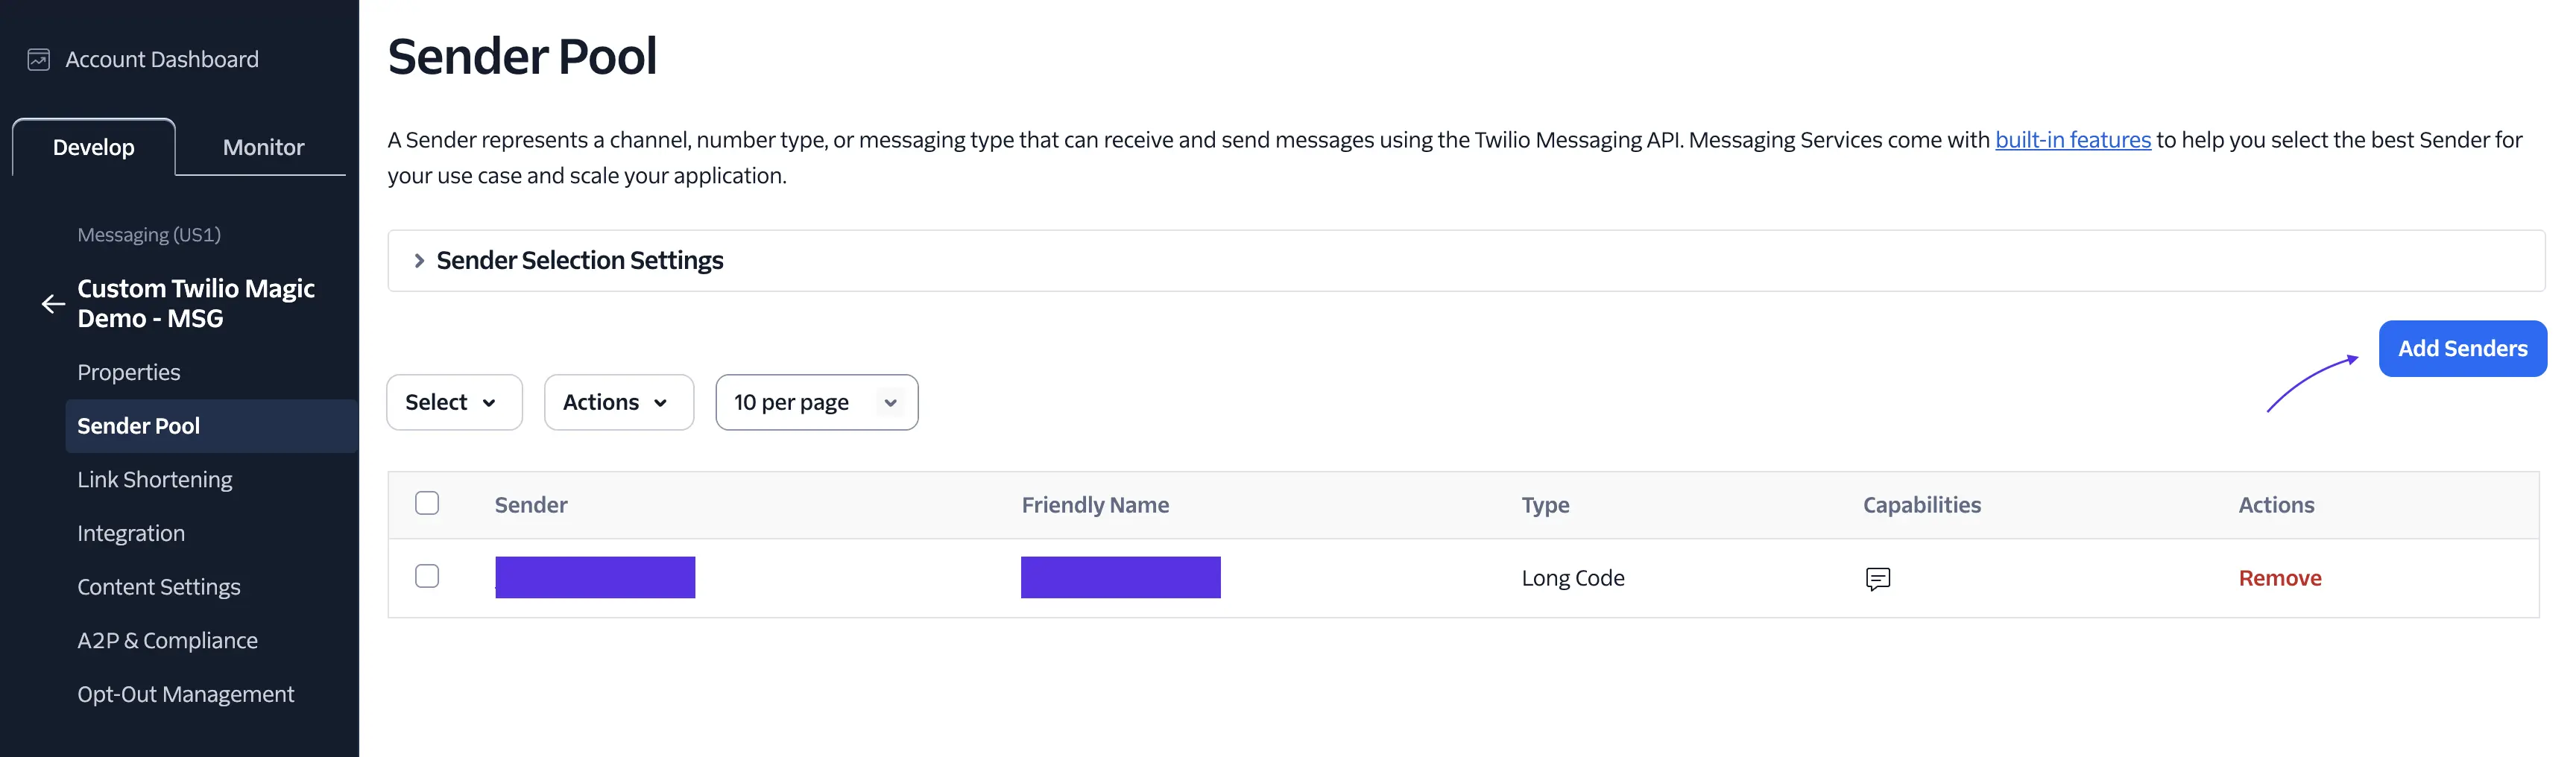 Account Dashboard
Develop
Monitor
Messaging (US1)
Custom Twilio Magic
Demo - MSG
Properties
Sender Pool
Link Shortening
Integration
Content Settings
A2P & Compliance
Opt-Out Management
Sender Pool
A Sender represents a channel, number type, or messaging type that can receive and send messages using the Twilio Messaging API. Messaging Services come with built-in features to help you select the best Sender for
your use case and scale your application.
Sender Selection Settings
Add Senders
Select
Actions
10 per page
Sender Friendly Name Type Capabilities Actions
Long Code Remove